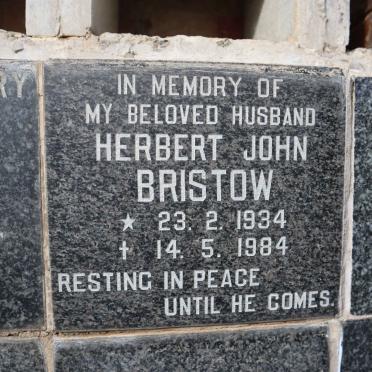 IN MEMORY OF
MY BELOVED HUSBAND
HERBERT JOHN
BRISTOW
★ 23. 2. 1934
† 14. 5. 1984
RESTING IN PEACE
UNTIL HE COMES.